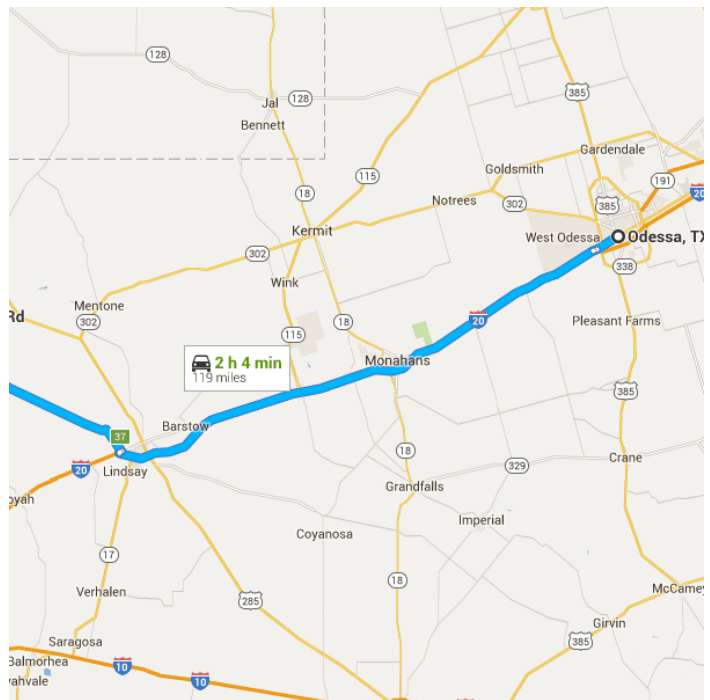 128
385
Jal
128
Bennett
Gardendale
Goldsmith
115
191
18
Notrees
302
385
20
Kermit
West Odessa
Odessa, TX
302
338
Wink
Mentone
Rd
302
18
20
Pleasant Farms
115
2 h 4 min
119 miles
Monahans
385
Barstow
37
18
Crane
20
Lindsay
329
oyah
Grandfalls
Imperial
Coyanosa
17
18
Verhalen
285
McCamey
Girvin
385
Saragosa
Balmorhea
10
10
yahvale